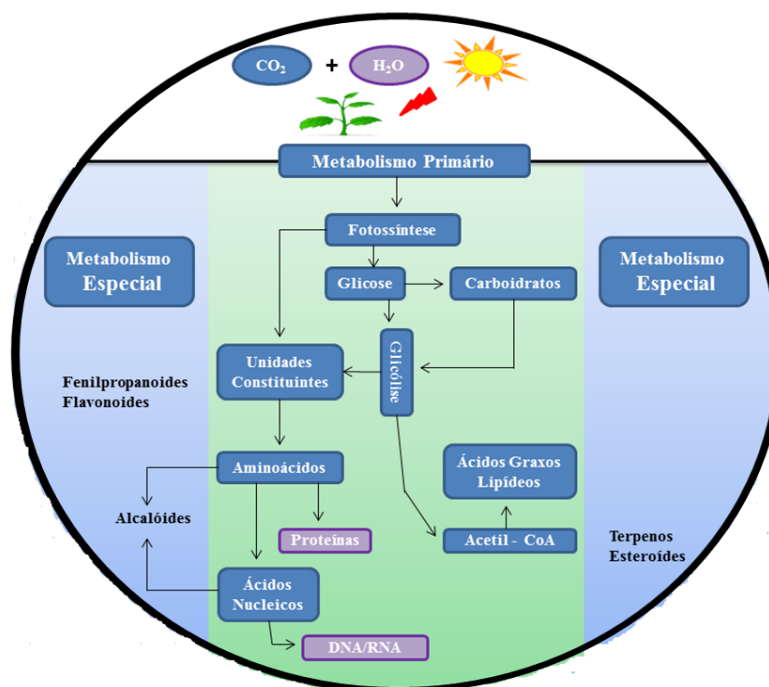 CO₂ + H₂O
Metabolismo Primário
Metabolismo
Especial
Metabolismo
Especial
Fotossíntese
Glicose
Carboidratos
Glicólise
Unidades
Constituintes
Fenilpropanoides
Flavonoides
Aminoácidos
Ácidos Graxos
Lipídeos
Alcalóides
Proteínas
Acetil - CoA
Terpenos
Esteroídes
Ácidos
Nucleicos
DNA/RNA